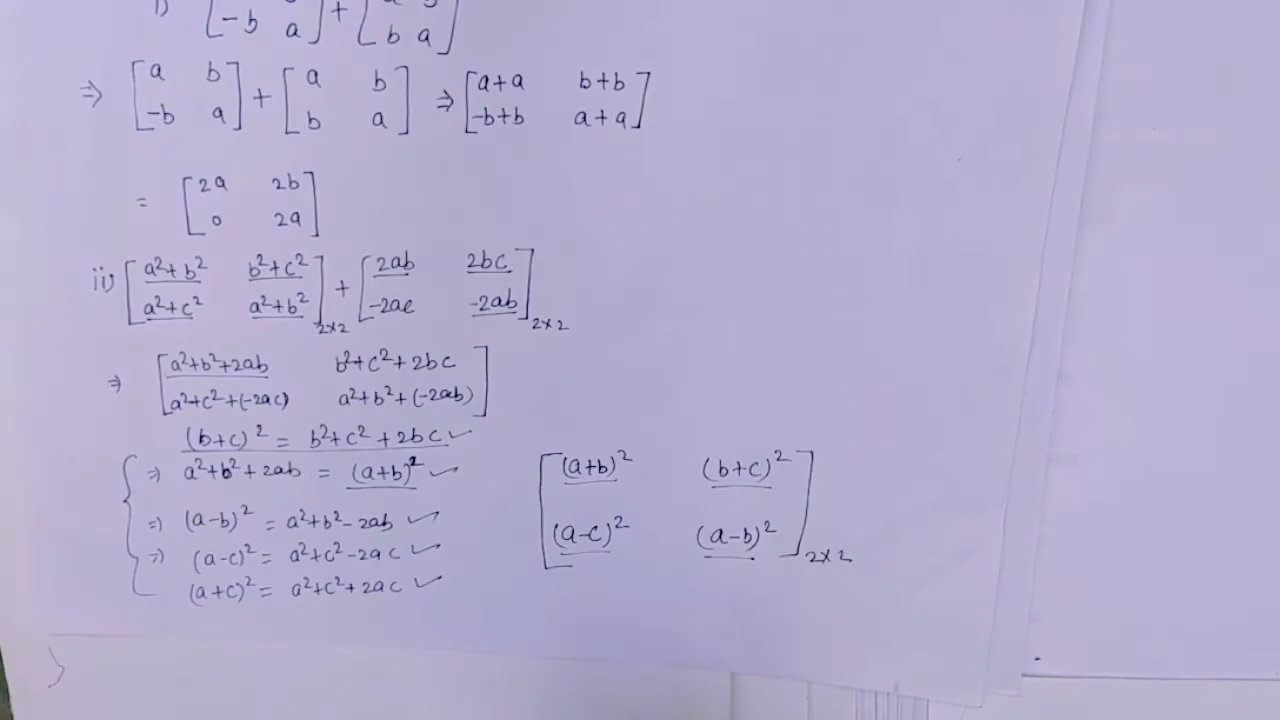 i) [-b a] + [b a]
⇒ [a b] + [a b] ⇒ [a+a b+b]
[-b a] [b a] [-b+b a+a]
= [2a 2b]
[0 2a]
ii) [a²+b² b²+c²] + [2ab 2bc]
[a²+c² a²+b²]2×2 [-2ac -2ab]2×2
⇒ [a²+b²+2ab b²+c²+2bc]
[a²+c²+(-2ac) a²+b²+(-2ab)]
(b+c)² = b²+c²+2bc ✓
⇒ a²+b²+2ab = (a+b)² ✓
⇒ (a-b)² = a²+b²-2ab ✓
⇒ (a-c)² = a²+c²-2ac ✓
(a+c)² = a²+c²+2ac ✓
[(a+b)² (b+c)²]
[(a-c)² (a-b)²]2×2